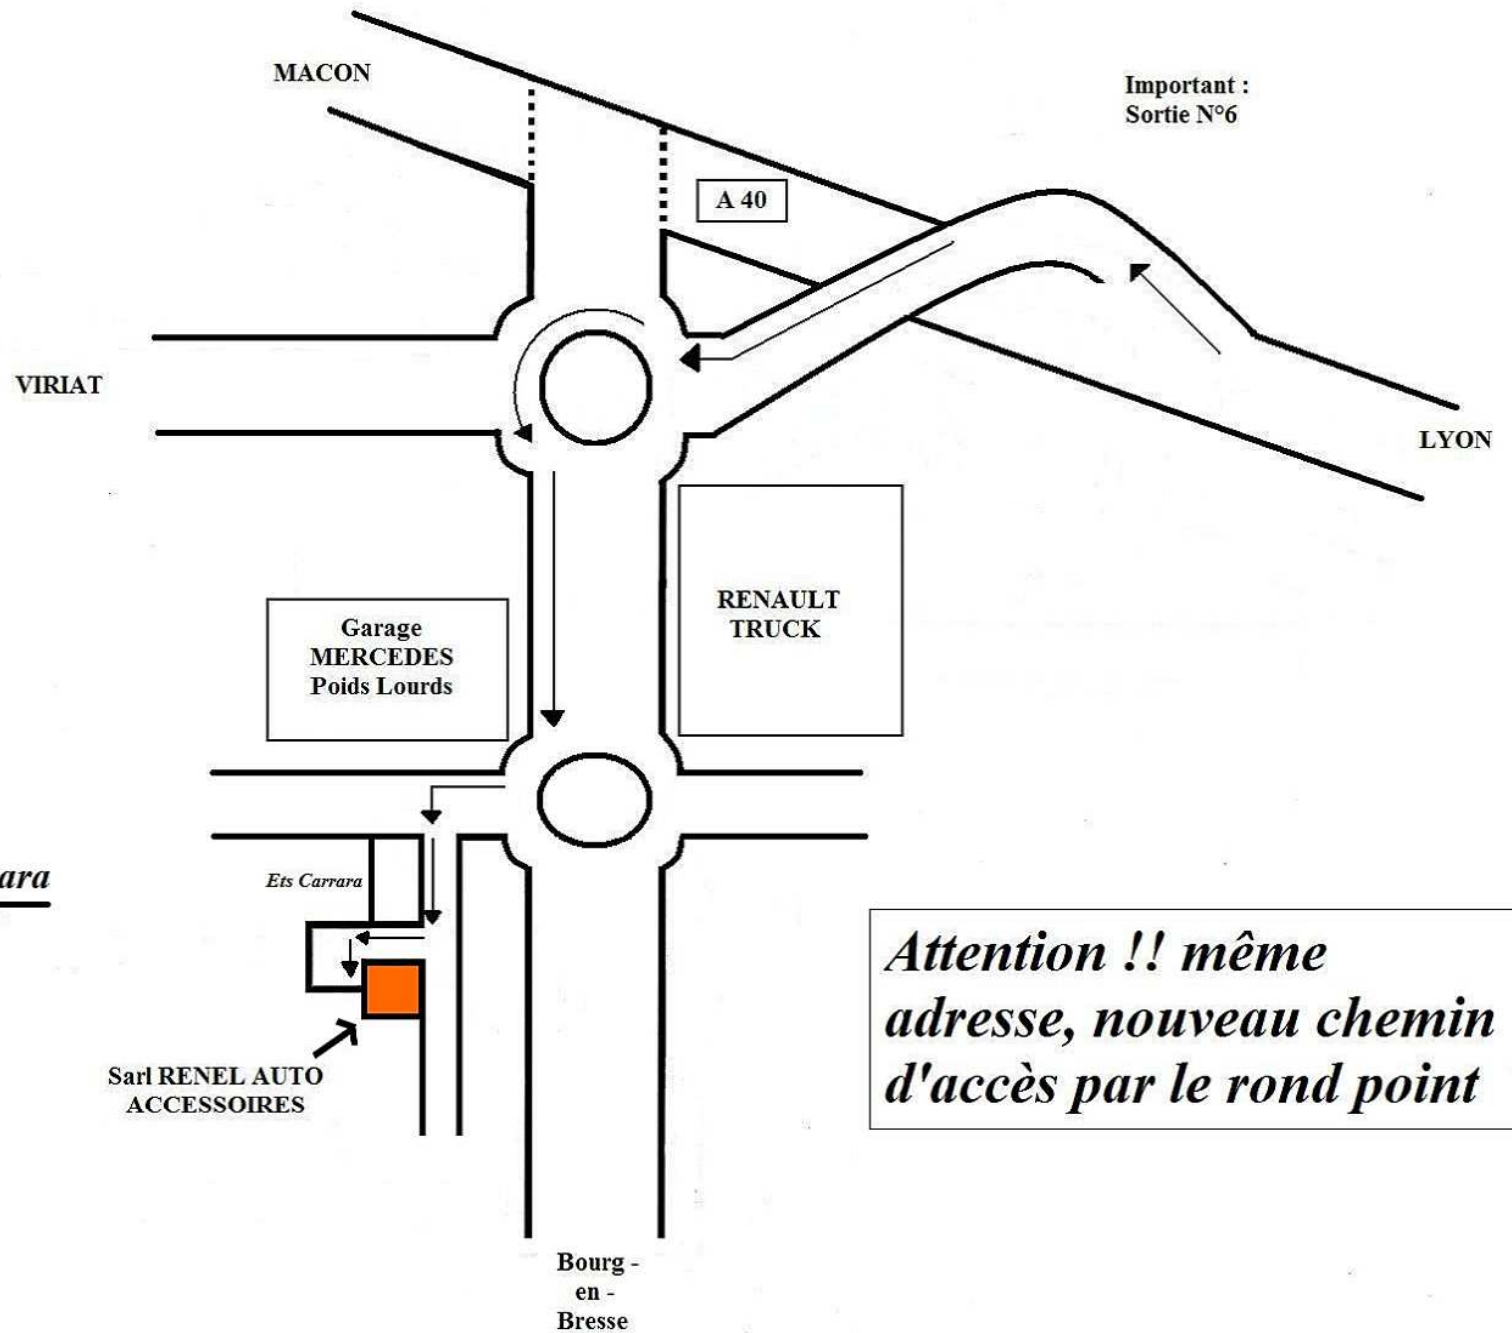 MACON
Important :
Sortie N°6
A 40
VIRIAT
LYON
RENAULT
TRUCK
Garage
MERCEDES
Poids Lourds
ara
Ets Carrara
Attention !! même
adresse, nouveau chemin
d'accès par le rond point
Sarl RENEL AUTO
ACCESSOIRES
Bourg -
en -
Bresse